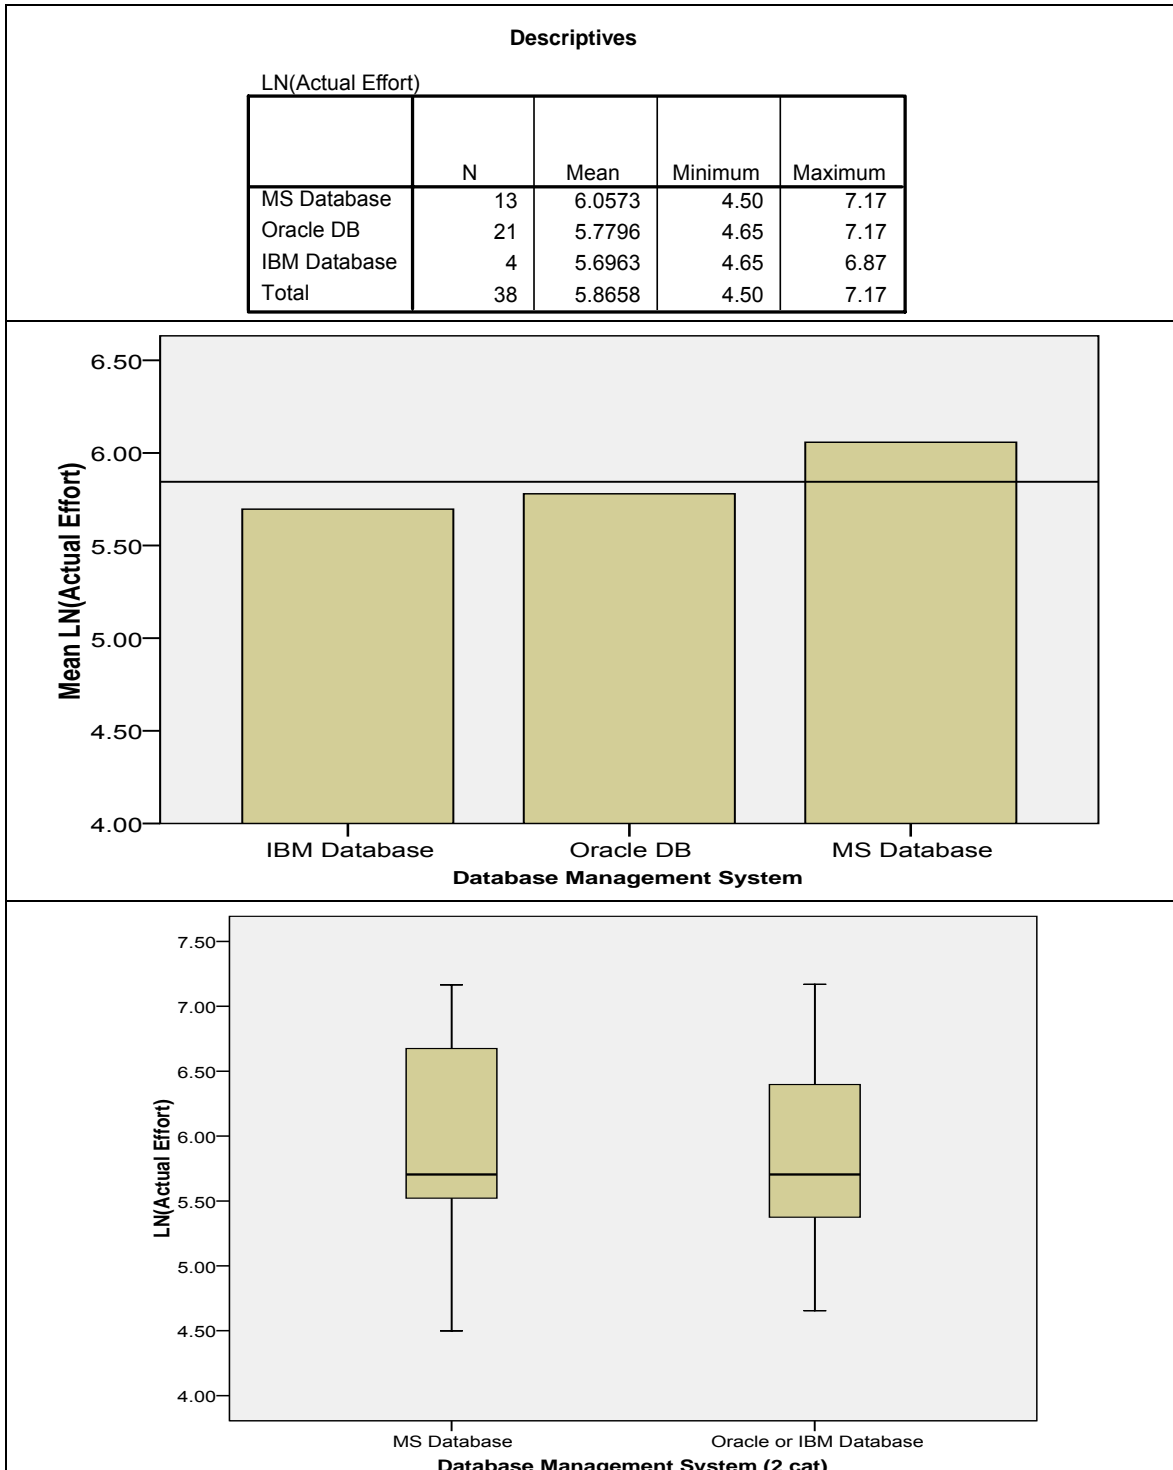 Descriptives
LN(Actual Effort)
N Mean Minimum Maximum
MS Database 13 6.0573 4.50 7.17
Oracle DB 21 5.7796 4.65 7.17
IBM Database 4 5.6963 4.65 6.87
Total 38 5.8658 4.50 7.17
6.50
6.00
5.50
5.00
4.50
4.00
Mean LN(Actual Effort)
IBM Database Oracle DB MS Database
Database Management System
7.50
7.00
6.50
6.00
5.50
5.00
4.50
4.00
LN(Actual Effort)
MS Database Oracle or IBM Database
Database Management System (2 cat)